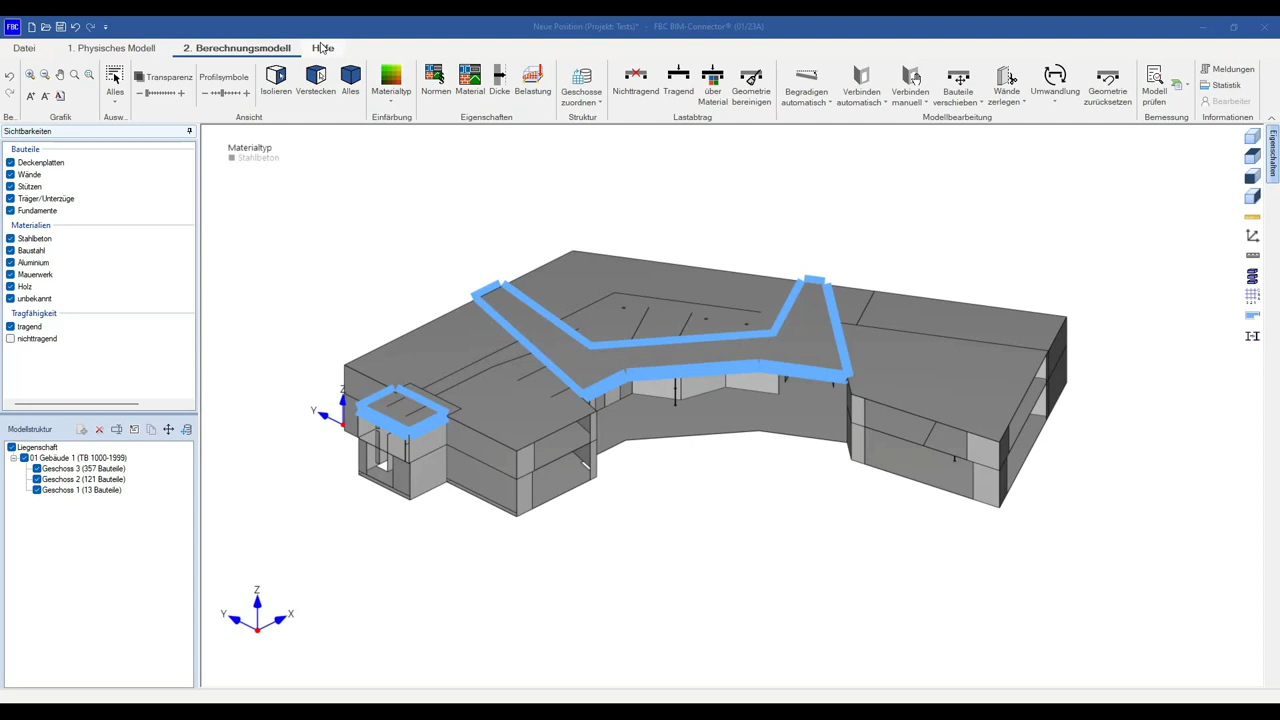 FBC
Neue Position (Projekt: Tests)* - FBC BIM-Connector® (01/23A)
Datei
1. Physisches Modell
2. Berechnungsmodell
Alles
Transparenz
Profilsymbole
Isolieren
Verstecken
Alles
Materialtyp
Normen
Material
Dicke
Belastung
Geschosse
zuordnen
Nichttragend
Tragend
über
Material
Geometrie
bereinigen
Begradigen
automatisch
Verbinden
automatisch
Verbinden
manuell
Bauteile
verschieben
Wände
zerlegen
Umwandlung
Geometrie
zurücksetzen
Modell
prüfen
Meldungen
Statistik
Bearbeiter
Be...
Grafik
Ausw...
Ansicht
Einfärbung
Eigenschaften
Struktur
Lastabtrag
Modellbearbeitung
Bemessung
Informationen
Sichtbarkeiten
Bauteile
Deckenplatten
Wände
Stützen
Träger/Unterzüge
Fundamente
Materialien
Stahlbeton
Baustahl
Aluminium
Mauerwerk
Holz
unbekannt
Tragfähigkeit
tragend
nichttragend
Modellstruktur
Liegenschaft
01 Gebäude 1 (TB 1000-1999)
Geschoss 3 (357 Bauteile)
Geschoss 2 (121 Bauteile)
Geschoss 1 (13 Bauteile)
Materialtyp
Stahlbeton
Z
Y
Z
Y
X
Eigenschaften